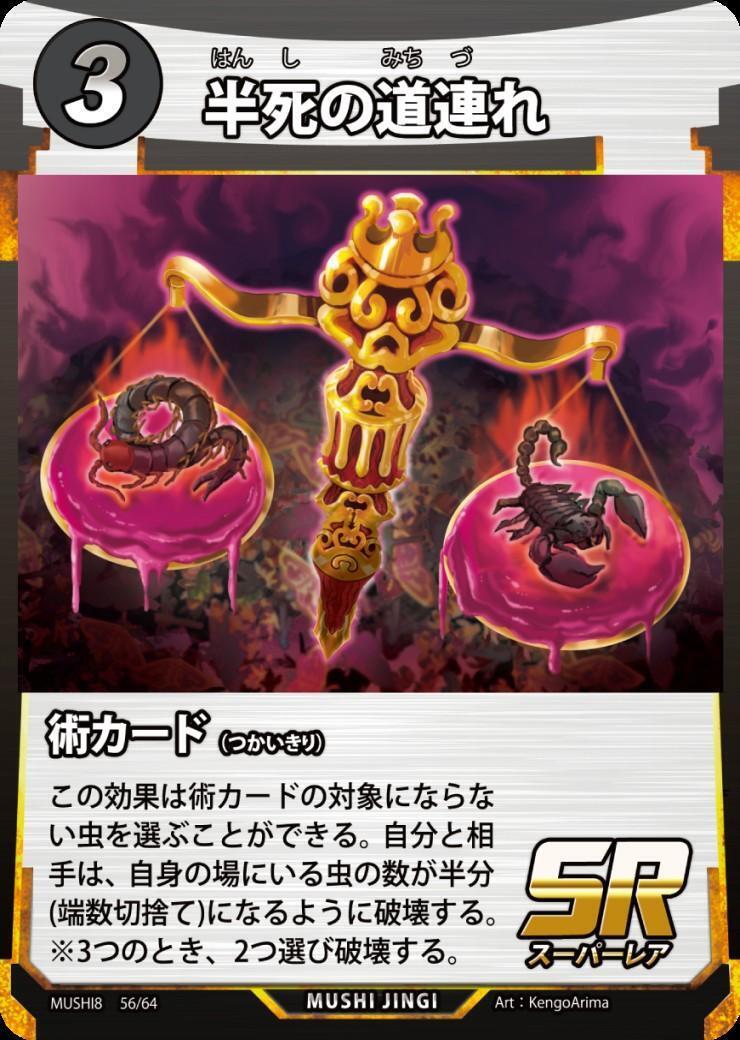 3
はん し みち づ
半死の道連れ
術カード (つかいきり)
この効果は術カードの対象にならな
い虫を選ぶことができる。自分と相
手は、自身の場にいる虫の数が半分
(端数切捨て)になるように破壊する。
※3つのとき、2つ選び破壊する。
SR
スーパーレア
MUSHI8 56/64
MUSHI JINGI
Art：KengoArima